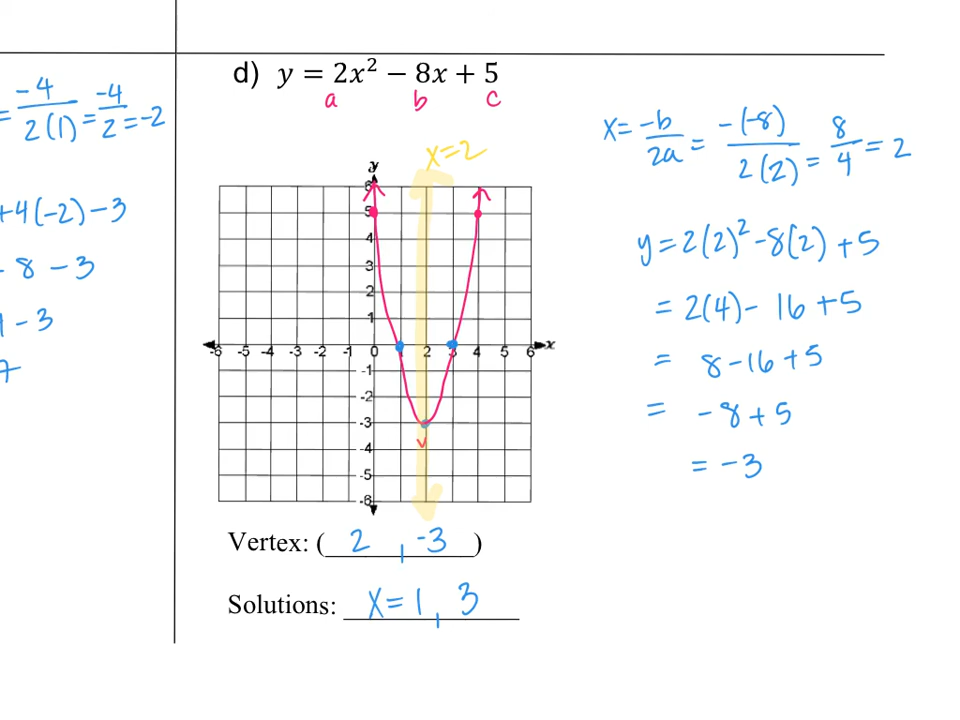 = -4/2(1) = -4/2 = -2
+4(-2) -3
- 8 - 3
- 3
7
d) y = 2x² − 8x + 5
a b c
x=2
y
6
5
4
3
2
1
-6 -5 -4 -3 -2 -1 0 2 3 4 5 6 x
-1
-2
-3
-4
-5
-6
V
Vertex: ( 2 , -3 )
Solutions: x= 1, 3
x= -b/2a = -(-8)/2(2) = 8/4 = 2
y = 2(2)² -8(2) +5
= 2(4) - 16 +5
= 8-16 +5
= -8 +5
= -3